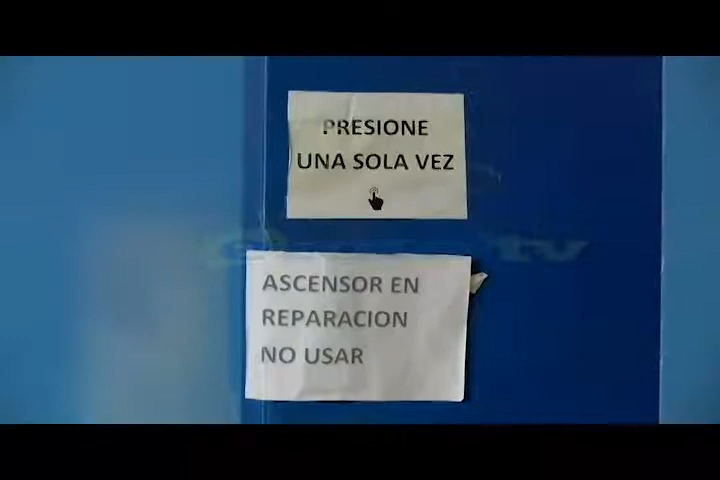 PRESIONE
UNA SOLA VEZ
ASCENSOR EN
REPARACION
NO USAR